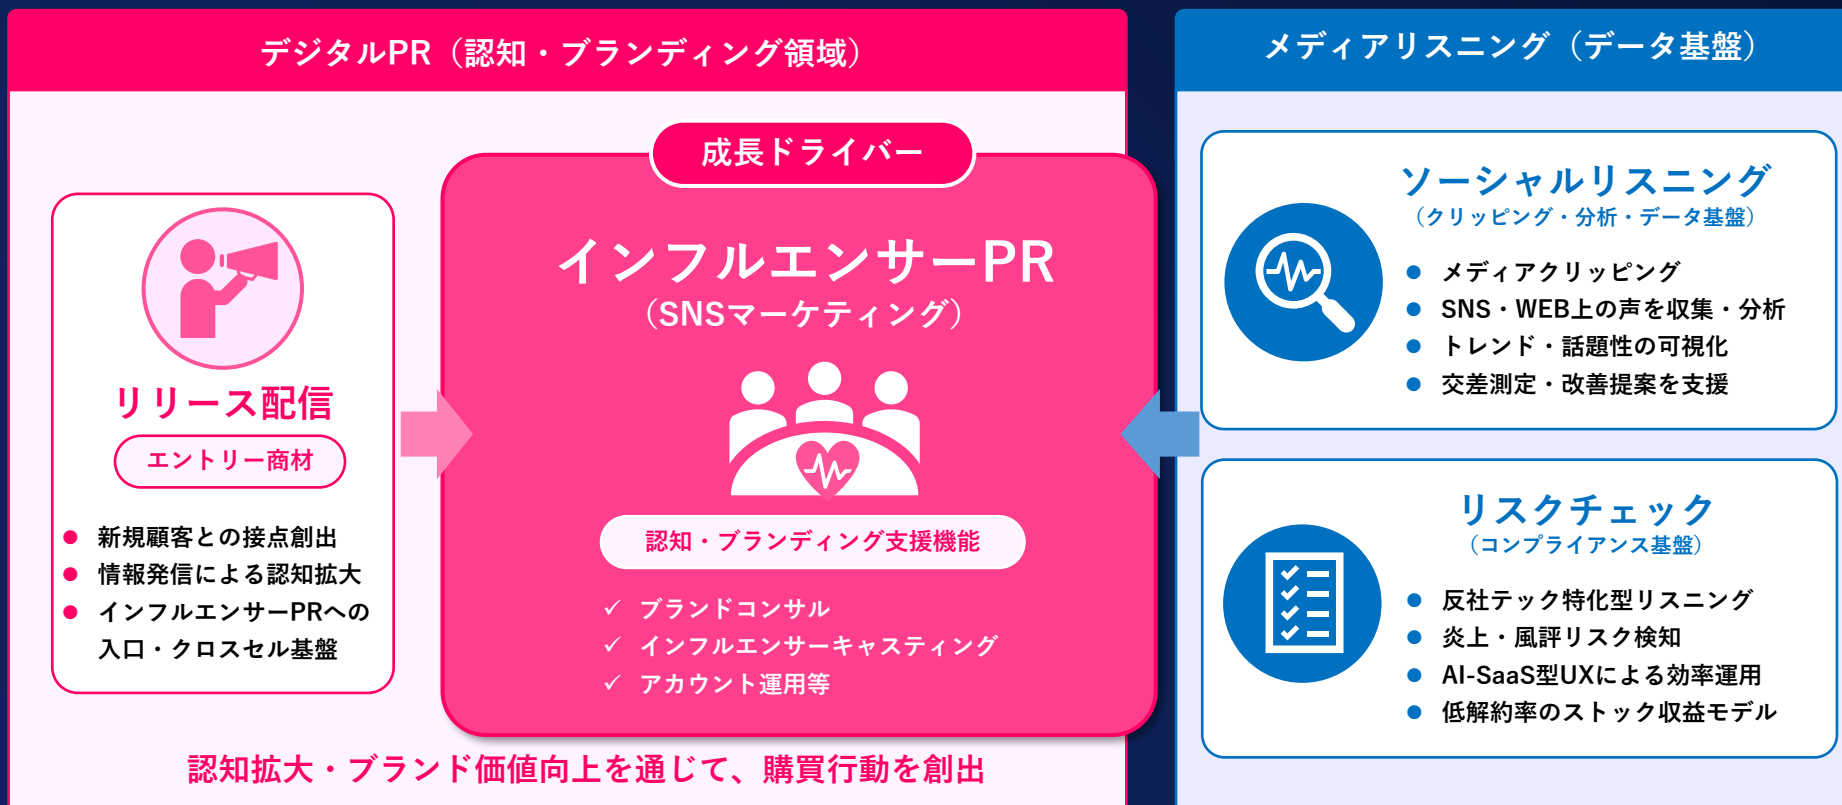 デジタルPR（認知・ブランディング領域）
リリース配信
エントリー商材
新規顧客との接点創出
情報発信による認知拡大
インフルエンサーPRへの
入口・クロスセル基盤
成長ドライバー
インフルエンサーPR
（SNSマーケティング）
認知・ブランディング支援機能
✓ ブランドコンサル
✓ インフルエンサーキャスティング
✓ アカウント運用等
認知拡大・ブランド価値向上を通じて、購買行動を創出
メディアリスニング（データ基盤）
ソーシャルリスニング
（クリッピング・分析・データ基盤）
メディアクリッピング
SNS・WEB上の声を収集・分析
トレンド・話題性の可視化
交差測定・改善提案を支援
リスクチェック
（コンプライアンス基盤）
反社テック特化型リスニング
炎上・風評リスク検知
AI-SaaS型UXによる効率運用
低解約率のストック収益モデル